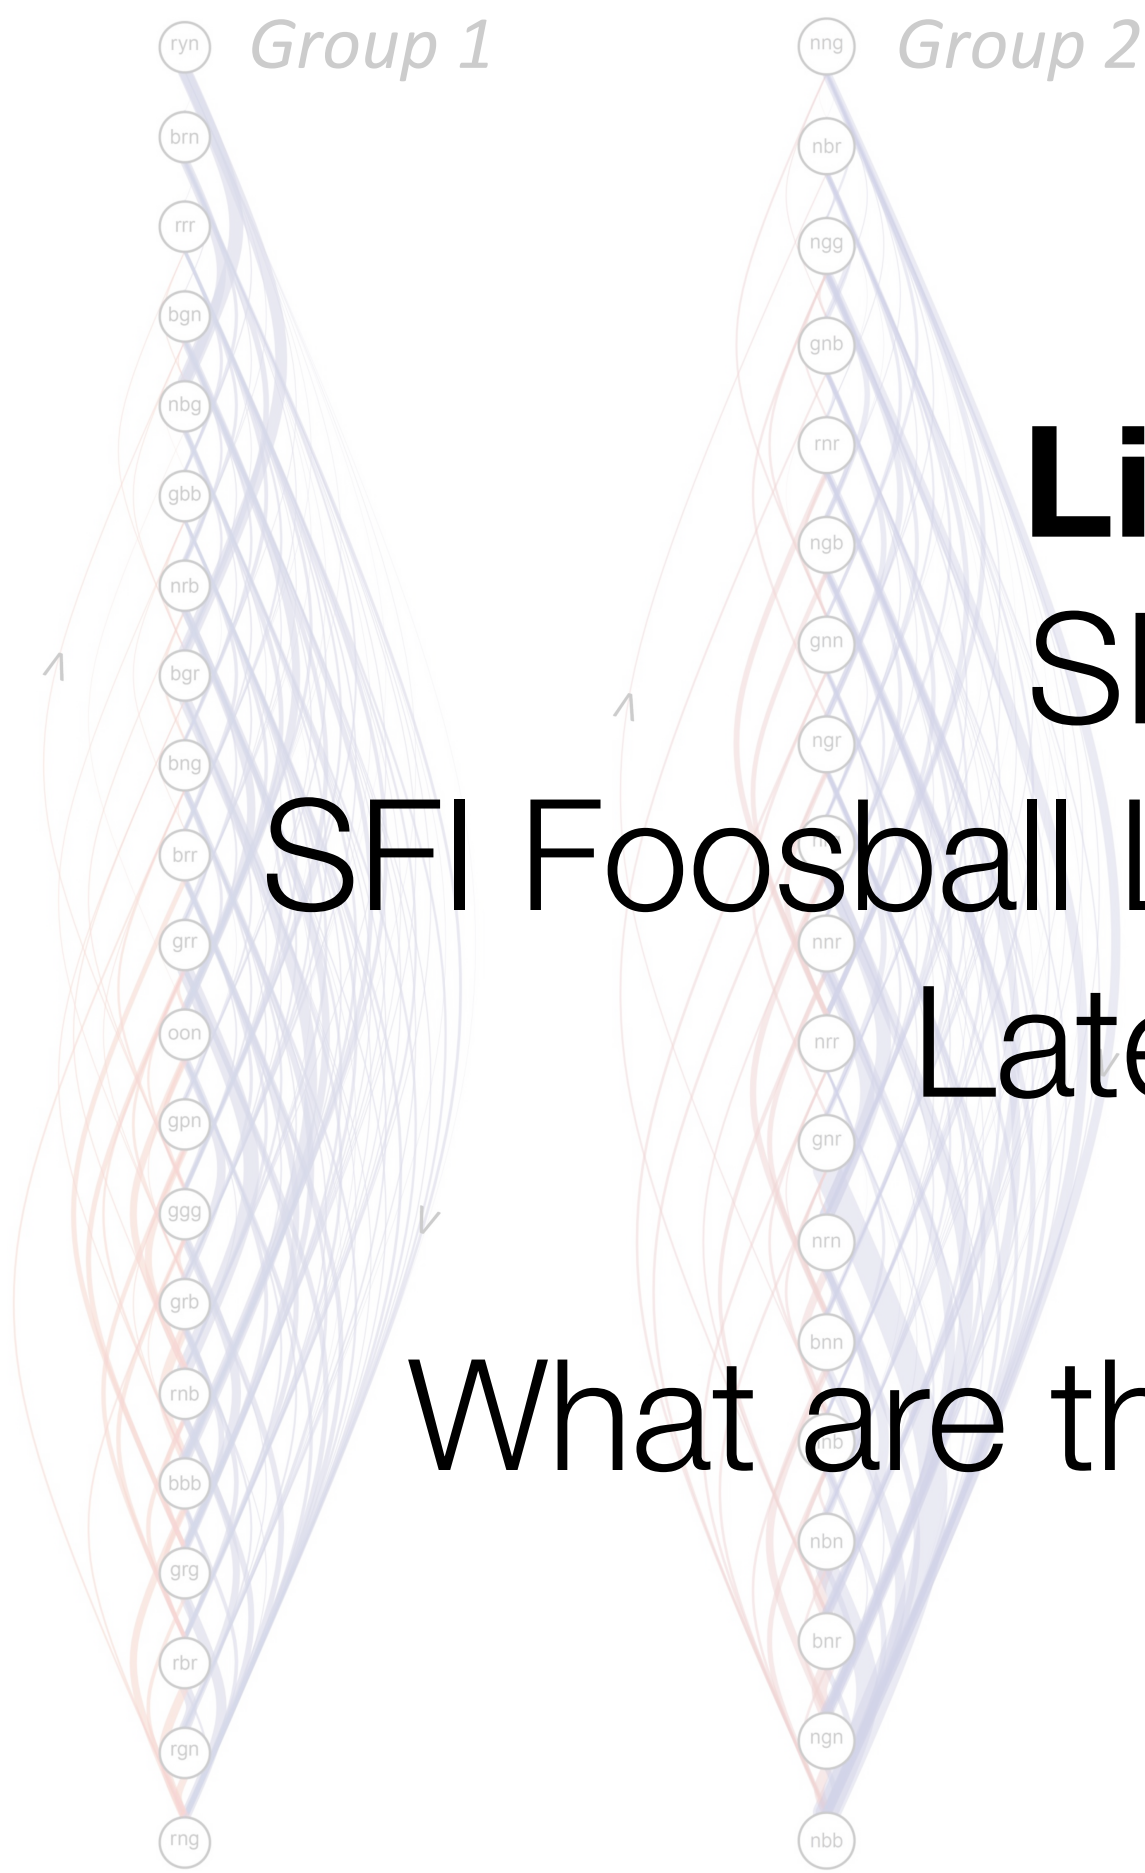 Group 1
ryn
brn
rrr
bgn
nbg
gbb
nrb
bgr
bng
brr
grr
oon
gpn
ggg
grb
rnb
bbb
grg
rbr
rgn
rng
Group 2
nng
nbr
ngg
gnb
rnr
ngb
gnn
ngr
nnr
nrr
gnr
nrn
bnn
nbn
bnr
ngn
nbb
Li
S
SFI Foosball L
Late
What are th